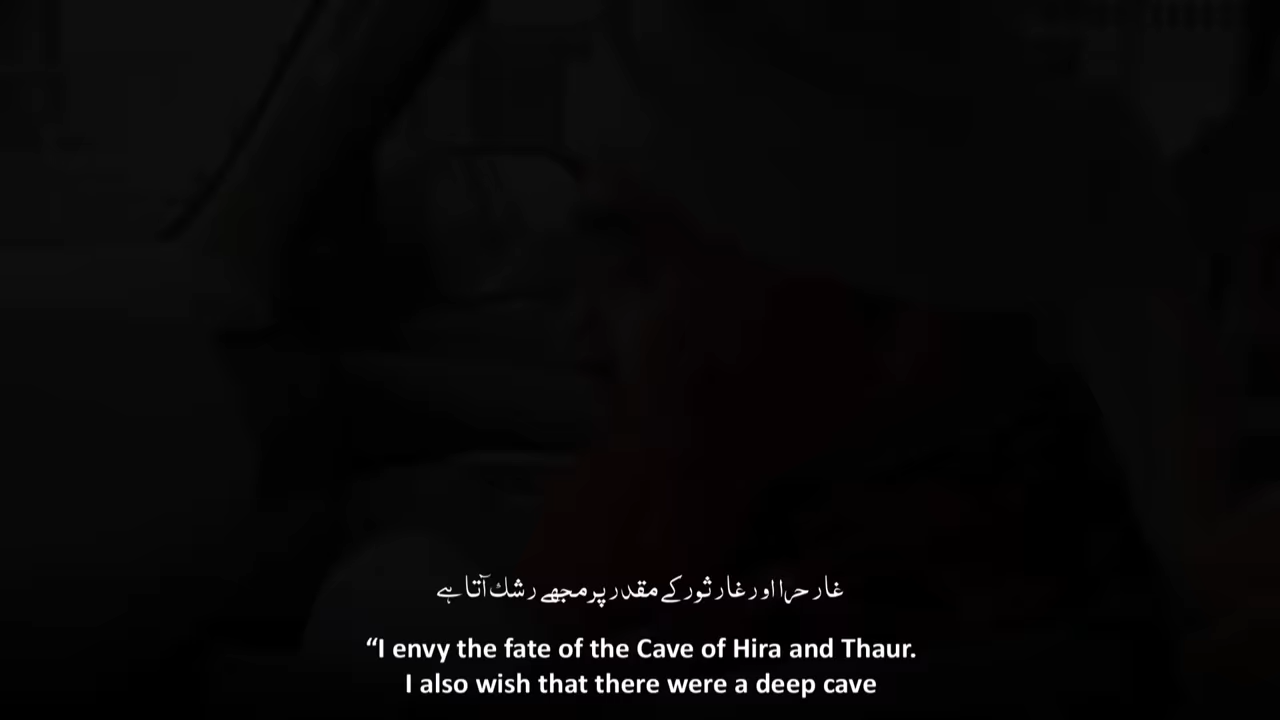 غار حرا اور غار ثور کے مقدر پر مجھے رشك آتا ہے
“I envy the fate of the Cave of Hira and Thaur.
I also wish that there were a deep cave